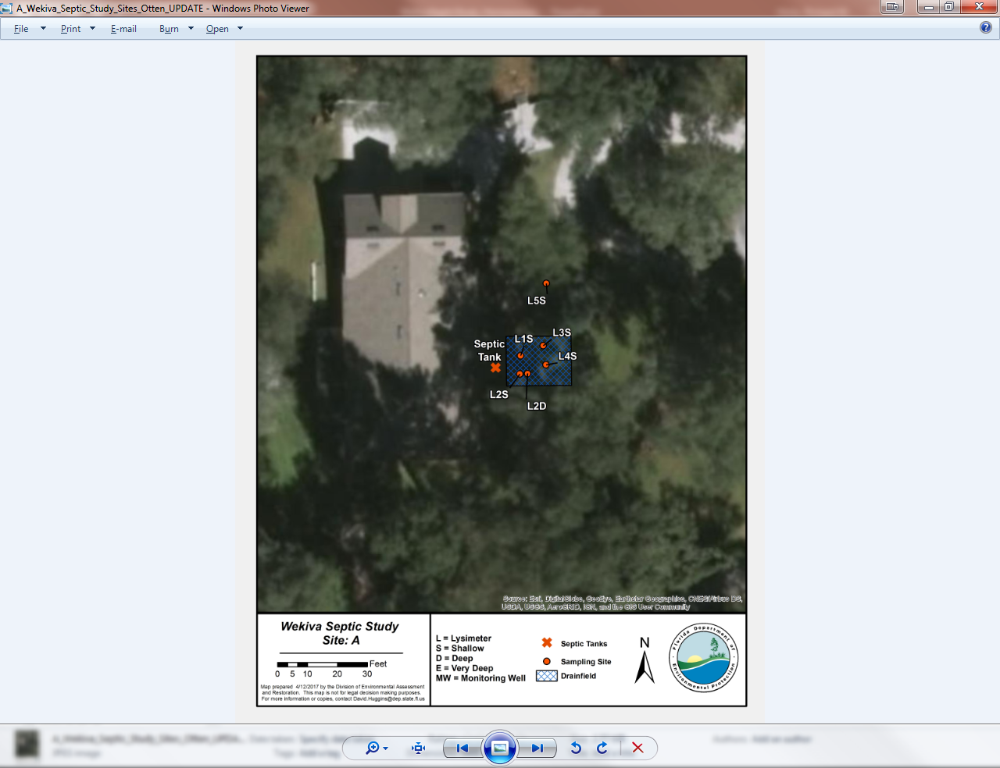 A_Wekiva_Septic_Study_Sites_Otten_UPDATE - Windows Photo Viewer
File Print E-mail Burn Open
L5S
L3S
L1S
Septic
Tank
L4S
L2S
L2D
Source: Esri, DigitalGlobe, GeoEye, Earthstar Geographics, CNES/Airbus DS,
USDA, USGS, AeroGRID, IGN, and the GIS User Community
Wekiva Septic Study
Site: A
Feet
0 5 10 20 30
Map prepared 4/12/2017 by the Division of Environmental Assessment
and Restoration. This map is not for legal decision making purposes.
For more information or copies, contact David.Huggins@dep.state.fl.us
L = Lysimeter
S = Shallow
D = Deep
E = Very Deep
MW = Monitoring Well
Septic Tanks
Sampling Site
Drainfield
N
Florida Department of
Environmental Protection